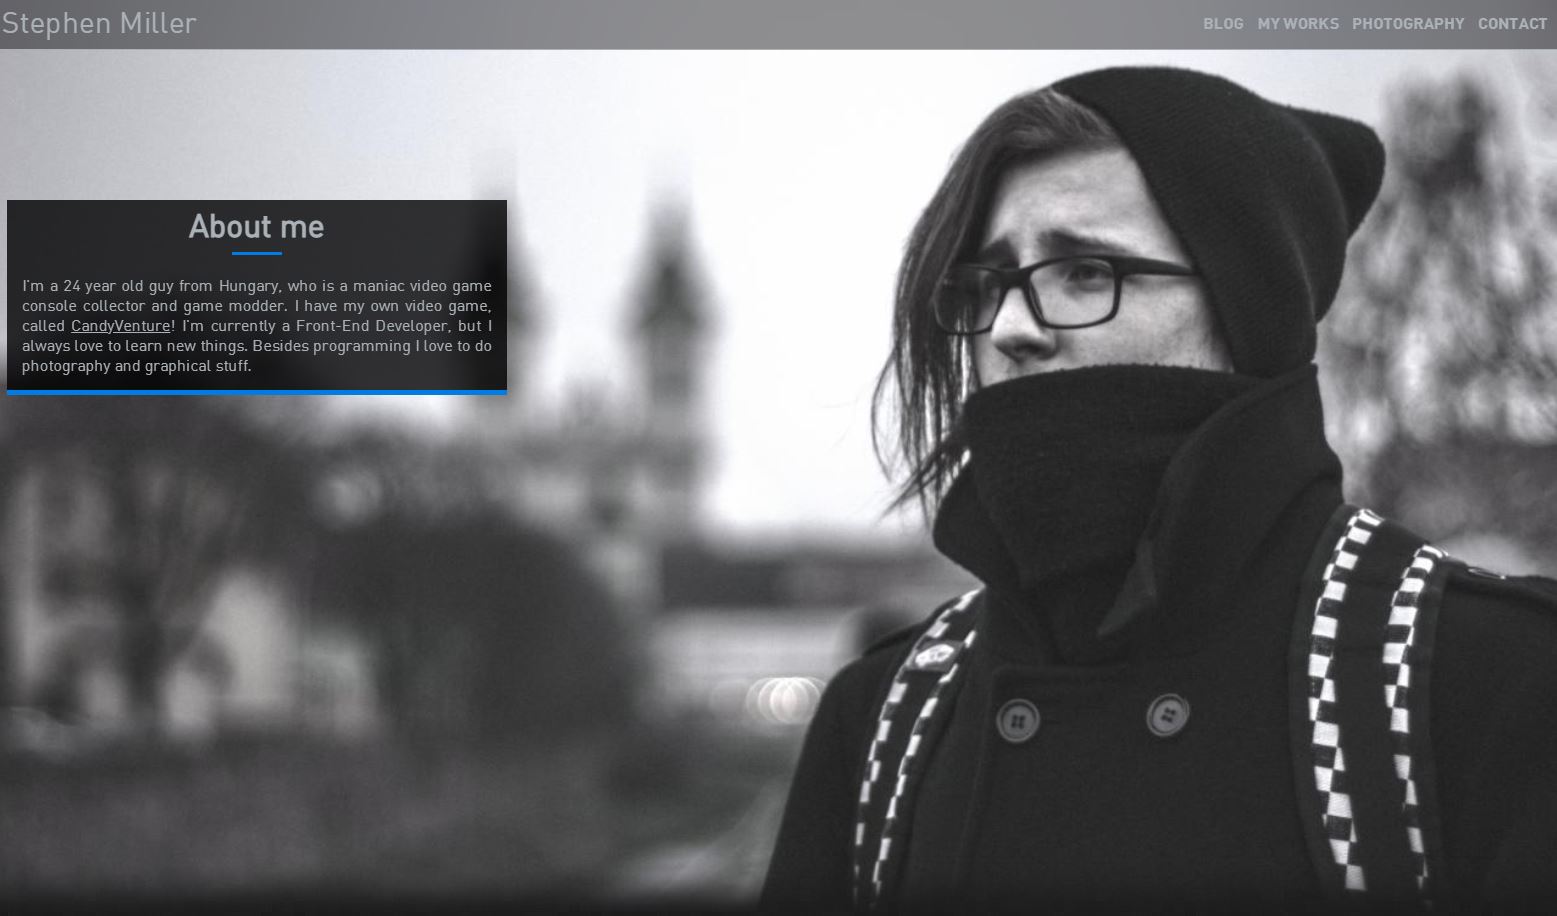 Stephen Miller
BLOG MY WORKS PHOTOGRAPHY CONTACT
About me
I'm a 24 year old guy from Hungary, who is a maniac video game
console collector and game modder. I have my own video game,
called CandyVenture! I'm currently a Front-End Developer, but I
always love to learn new things. Besides programming I love to do
photography and graphical stuff.